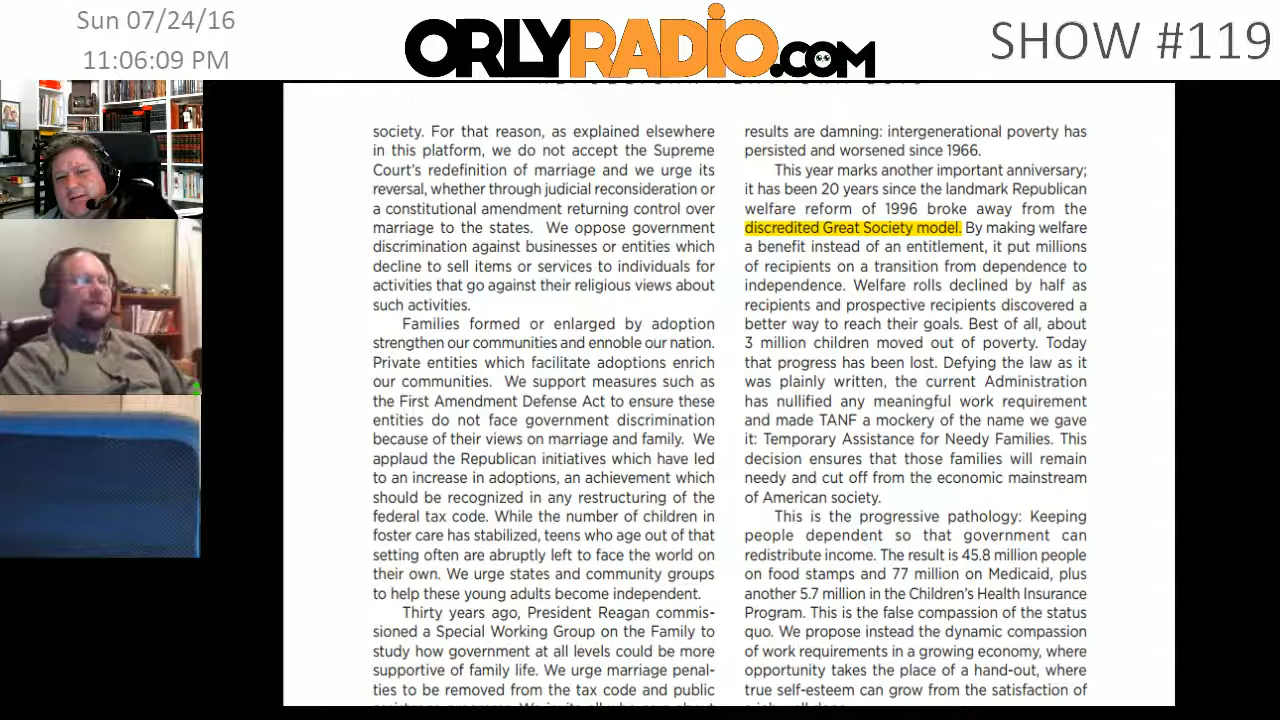 Sun 07/24/16
11:06:09 PM
ORLYRADiO.COM
SHOW #119
society. For that reason, as explained elsewhere
in this platform, we do not accept the Supreme
Court's redefinition of marriage and we urge its
reversal, whether through judicial reconsideration or
a constitutional amendment returning control over
marriage to the states. We oppose government
discrimination against businesses or entities which
decline to sell items or services to individuals for
activities that go against their religious views about
such activities.
Families formed or enlarged by adoption
strengthen our communities and ennoble our nation.
Private entities which facilitate adoptions enrich
our communities. We support measures such as
the First Amendment Defense Act to ensure these
entities do not face government discrimination
because of their views on marriage and family. We
applaud the Republican initiatives which have led
to an increase in adoptions, an achievement which
should be recognized in any restructuring of the
federal tax code. While the number of children in
foster care has stabilized, teens who age out of that
setting often are abruptly left to face the world on
their own. We urge states and community groups
to help these young adults become independent.
Thirty years ago, President Reagan commis-
sioned a Special Working Group on the Family to
study how government at all levels could be more
supportive of family life. We urge marriage penal-
ties to be removed from the tax code and public
results are damning: intergenerational poverty has
persisted and worsened since 1966.
This year marks another important anniversary;
it has been 20 years since the landmark Republican
welfare reform of 1996 broke away from the
discredited Great Society model. By making welfare
a benefit instead of an entitlement, it put millions
of recipients on a transition from dependence to
independence. Welfare rolls declined by half as
recipients and prospective recipients discovered a
better way to reach their goals. Best of all, about
3 million children moved out of poverty. Today
that progress has been lost. Defying the law as it
was plainly written, the current Administration
has nullified any meaningful work requirement
and made TANF a mockery of the name we gave
it: Temporary Assistance for Needy Families. This
decision ensures that those families will remain
needy and cut off from the economic mainstream
of American society.
This is the progressive pathology: Keeping
people dependent so that government can
redistribute income. The result is 45.8 million people
on food stamps and 77 million on Medicaid, plus
another 5.7 million in the Children's Health Insurance
Program. This is the false compassion of the status
quo. We propose instead the dynamic compassion
of work requirements in a growing economy, where
opportunity takes the place of a hand-out, where
true self-esteem can grow from the satisfaction of